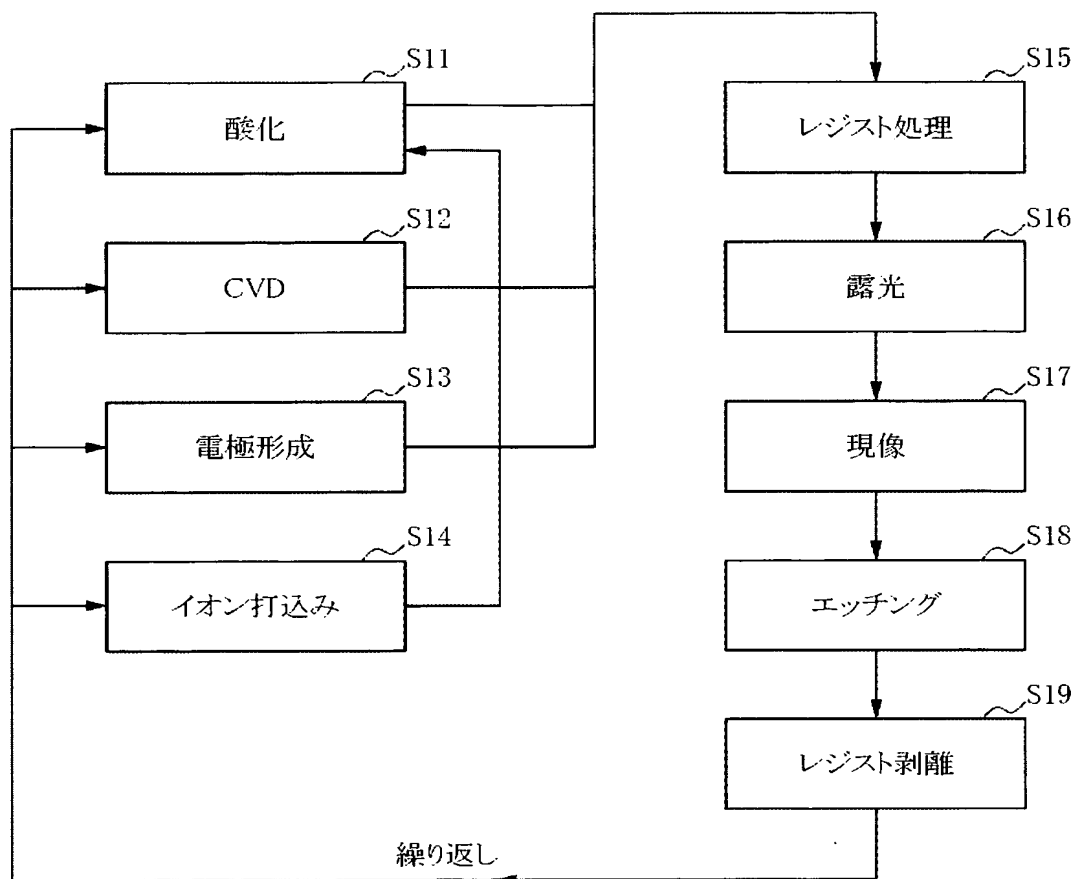 S11
酸化
S12
CVD
S13
電極形成
S14
イオン打込み
S15
レジスト処理
S16
露光
S17
現像
S18
エッチング
S19
レジスト剥離
繰り返し